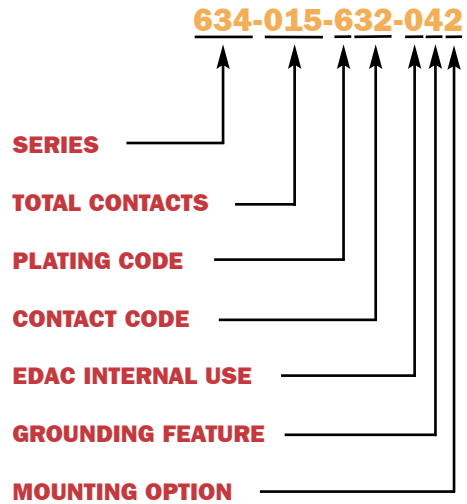 634-015-632-042
SERIES
TOTAL CONTACTS
PLATING CODE
CONTACT CODE
EDAC INTERNAL USE
GROUNDING FEATURE
MOUNTING OPTION